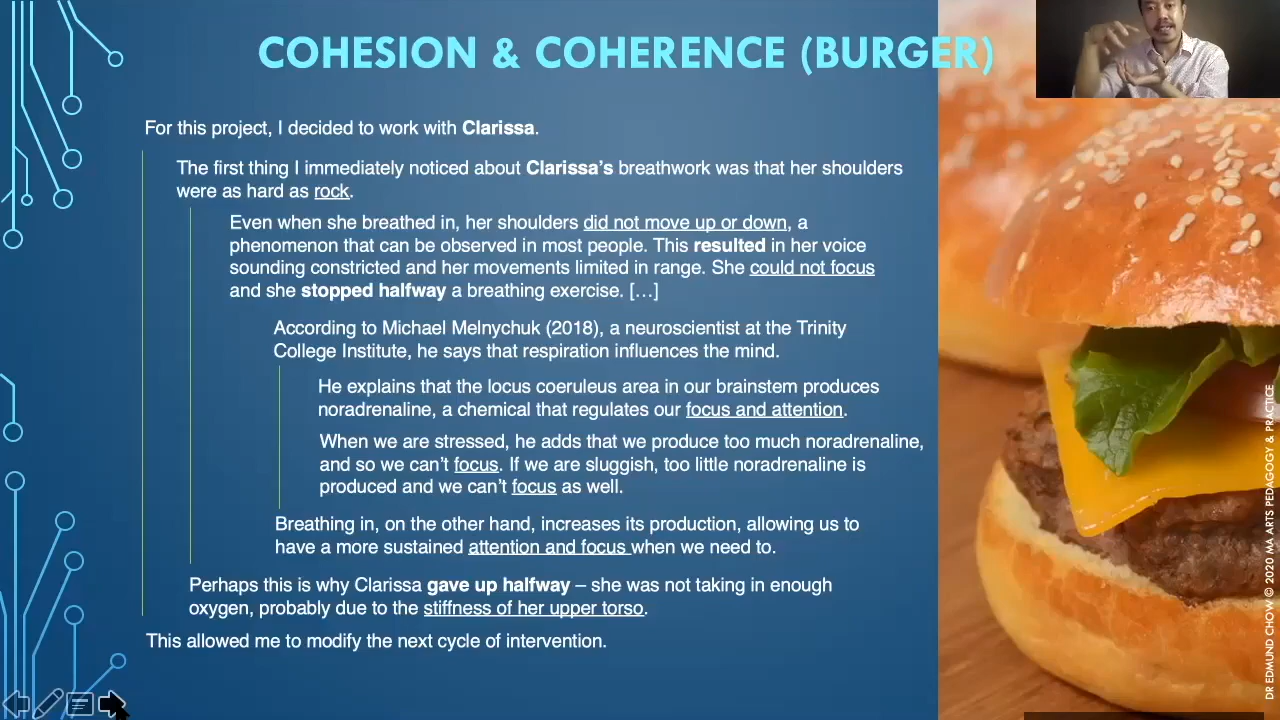 COHESION & COHERENCE (BURGER)
For this project, I decided to work with Clarissa.
The first thing I immediately noticed about Clarissa’s breathwork was that her shoulders
were as hard as rock.
Even when she breathed in, her shoulders did not move up or down, a
phenomenon that can be observed in most people. This resulted in her voice
sounding constricted and her movements limited in range. She could not focus
and she stopped halfway a breathing exercise. […]
According to Michael Melnychuk (2018), a neuroscientist at the Trinity
College Institute, he says that respiration influences the mind.
He explains that the locus coeruleus area in our brainstem produces
noradrenaline, a chemical that regulates our focus and attention.
When we are stressed, he adds that we produce too much noradrenaline,
and so we can’t focus. If we are sluggish, too little noradrenaline is
produced and we can’t focus as well.
Breathing in, on the other hand, increases its production, allowing us to
have a more sustained attention and focus when we need to.
Perhaps this is why Clarissa gave up halfway – she was not taking in enough
oxygen, probably due to the stiffness of her upper torso.
This allowed me to modify the next cycle of intervention.
DR EDMUND CHOW © 2020 MA ARTS PEDAGOGY & PRACTICE